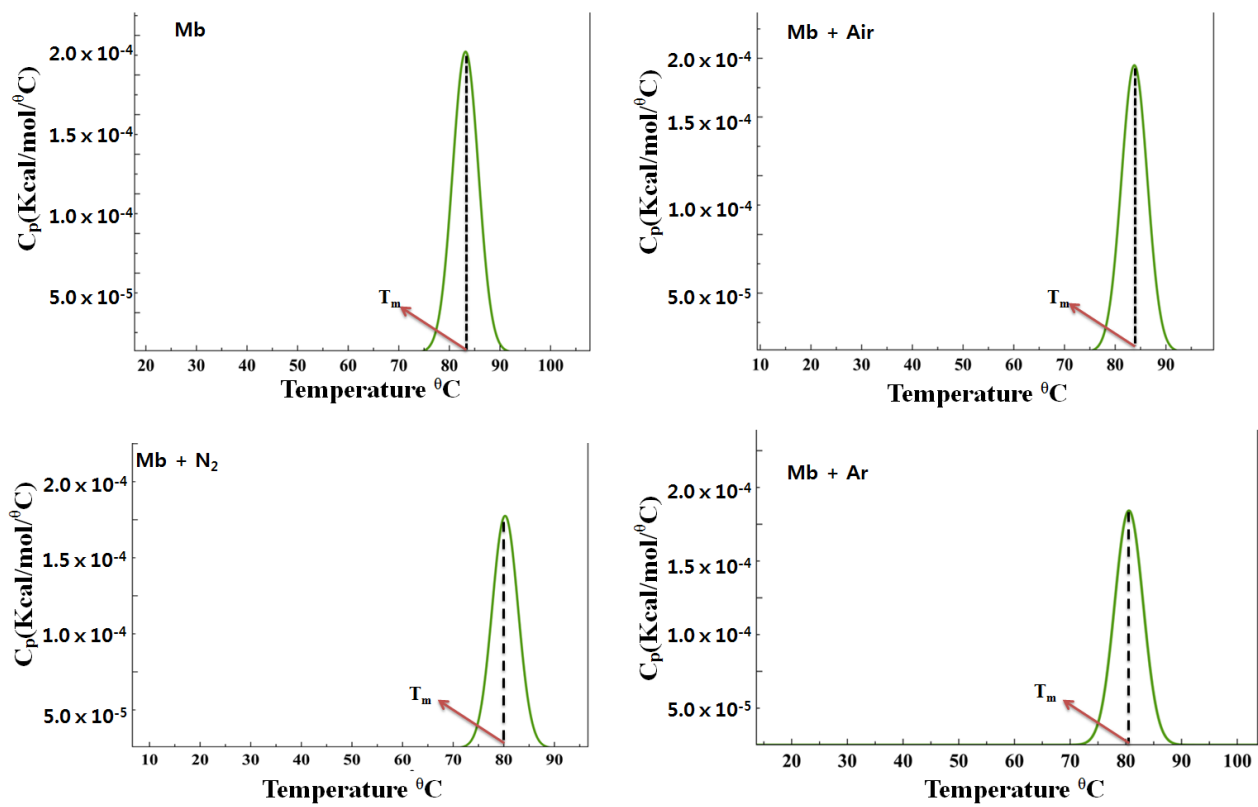 Mb
Cp(Kcal/mol/θC)
2.0 x 10-4
1.5 x 10-4
1.0 x 10-4
5.0 x 10-5
Tm
20 30 40 50 60 70 80 90 100
Temperature θC
Mb + Air
Cp(Kcal/mol/θC)
2.0 x 10-4
1.5 x 10-4
1.0 x 10-4
5.0 x 10-5
Tm
10 20 30 40 50 60 70 80 90
Temperature θC
Mb + N2
Cp(Kcal/mol/θC)
2.0 x 10-4
1.5 x 10-4
1.0 x 10-4
5.0 x 10-5
Tm
10 20 30 40 50 60 70 80 90
Temperature θC
Mb + Ar
Cp(Kcal/mol/θC)
2.0 x 10-4
1.5 x 10-4
1.0 x 10-4
5.0 x 10-5
Tm
20 30 40 50 60 70 80 90 100
Temperature θC